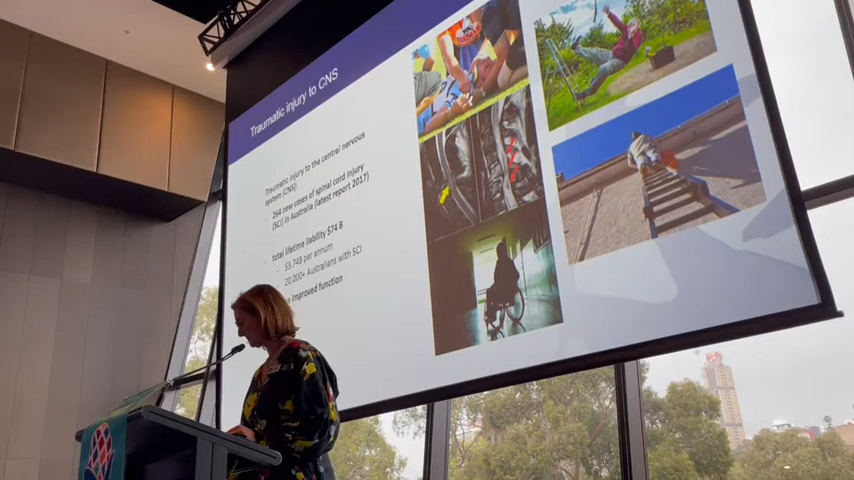 Traumatic injury to CNS
Traumatic injury to the central nervous
system (CNS):
264 new cases of spinal cord injury
(SCI) in Australia (latest report 2017)
total lifetime liability $74 B
$3.74B per annum
20,000+ Australians with SCI
improved function